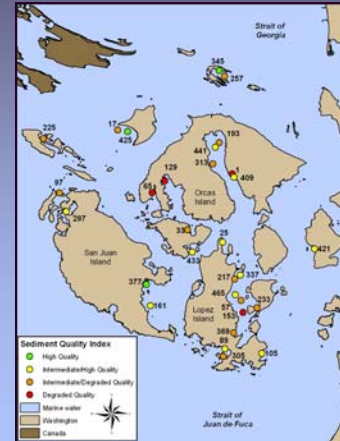 Strait of
Georgia
345
257
17
425
225
193
441
313
129
1
409
65
97
297
Orcas
Island
33
25
433
421
San Juan
Island
377
161
217
337
465
57
233
153
Lopez
Island
369
89
305
105
Sediment Quality Index
High Quality
Intermediate/High Quality
Intermediate/Degraded Quality
Degraded Quality
Marine water
Washington
Canada
Strait of
Juan de Fuca